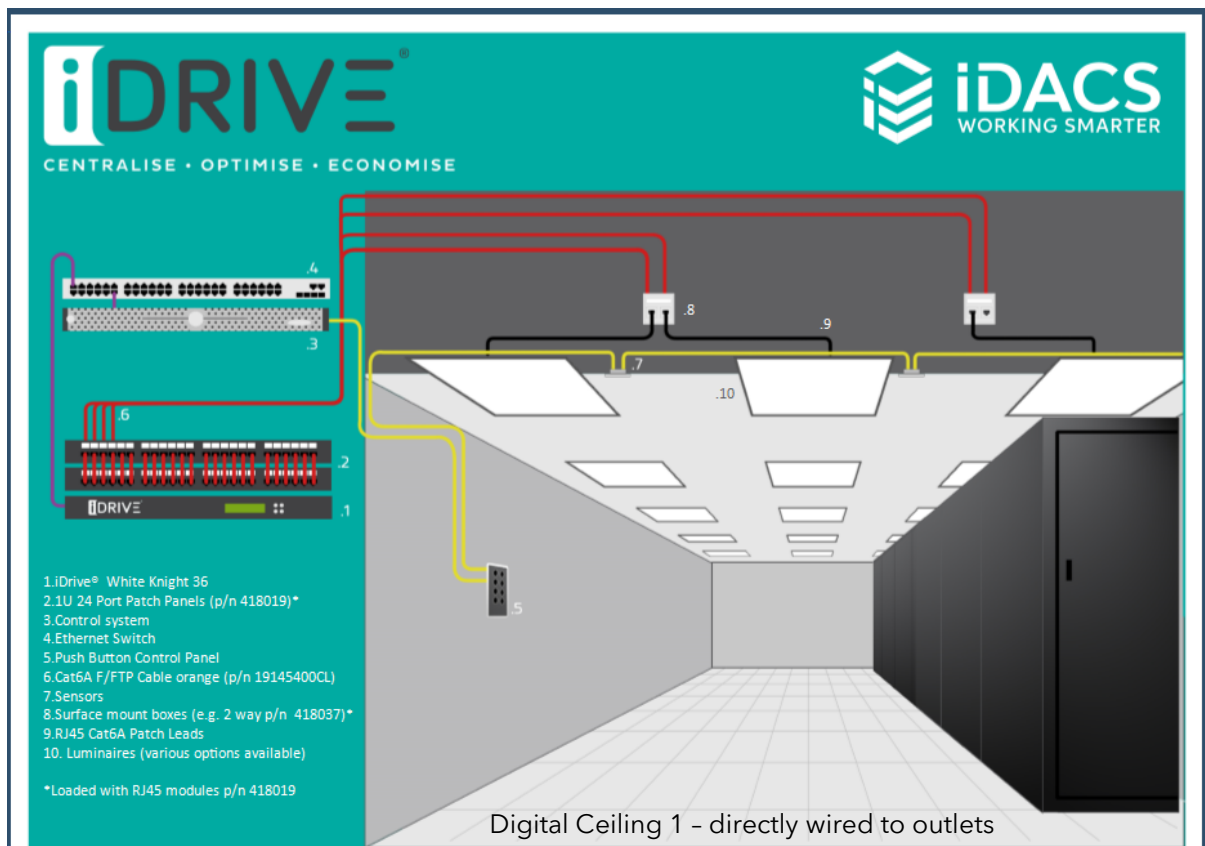 iDRIVE®
CENTRALISE • OPTIMISE • ECONOMISE
iDACS
WORKING SMARTER
.4
.3
.6
.2
iDRIVE
.1
.8
.9
.7
.10
.5
1.iDrive® White Knight 36
2.1U 24 Port Patch Panels (p/n 418019)*
3.Control system
4.Ethernet Switch
5.Push Button Control Panel
6.Cat6A F/FTP Cable orange (p/n 19145400CL)
7.Sensors
8.Surface mount boxes (e.g. 2 way p/n 418037)*
9.RJ45 Cat6A Patch Leads
10. Luminaires (various options available)
*Loaded with RJ45 modules p/n 418019
Digital Ceiling 1 – directly wired to outlets